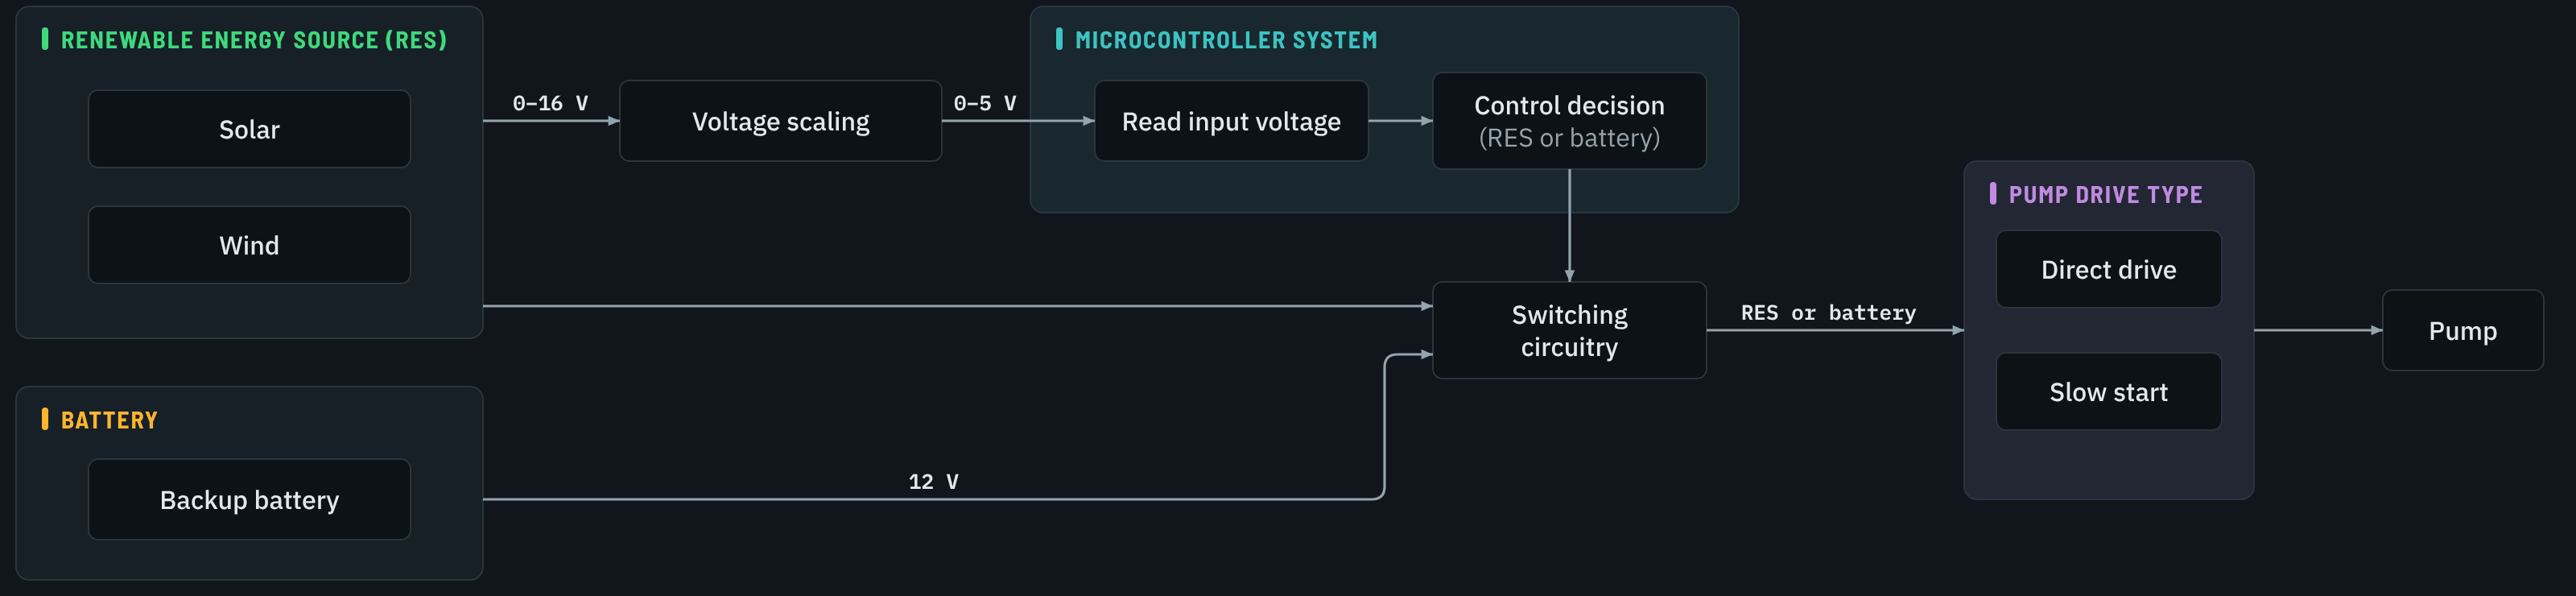 RENEWABLE ENERGY SOURCE (RES)
Solar
Wind
0–16 V
Voltage scaling
0–5 V
MICROCONTROLLER SYSTEM
Read input voltage
Control decision
(RES or battery)
BATTERY
Backup battery
12 V
Switching
circuitry
RES or battery
PUMP DRIVE TYPE
Direct drive
Slow start
Pump